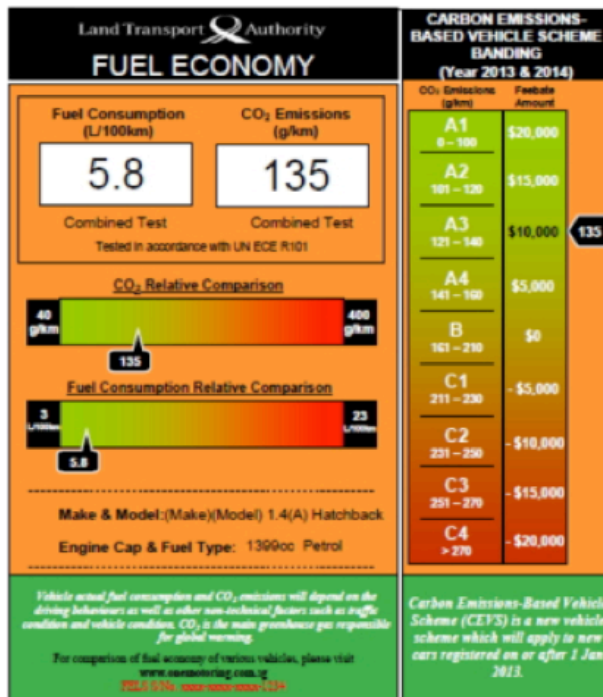 Land Transport Authority
FUEL ECONOMY
Fuel Consumption
(L/100km)
CO₂ Emissions
(g/km)
5.8
135
Combined Test
Combined Test
Tested in accordance with UN ECE R101
CO₂ Relative Comparison
40
g/km
400
g/km
135
Fuel Consumption Relative Comparison
3
L/100km
23
L/100km
5.8
Make & Model:(Make)(Model) 1.4(A) Hatchback
Engine Cap & Fuel Type: 1399cc Petrol
Vehicle actual fuel consumption and CO₂ emissions will depend on the
driving behaviours as well as other non-technical factors such as traffic
condition and vehicle condition. CO₂ is the main greenhouse gas responsible
for global warming.
For comparison of fuel economy of various vehicles, please visit
www.onemotoring.com.sg
CARBON EMISSIONS-
BASED VEHICLE SCHEME
BANDING
(Year 2013 & 2014)
CO₂ Emissions
(g/km)
Feebate
Amount
A1
0 – 100
$20,000
A2
101 – 120
$15,000
A3
121 – 140
$10,000
135
A4
141 – 160
$5,000
B
161 – 210
$0
C1
211 – 230
- $5,000
C2
231 – 250
- $10,000
C3
251 – 270
- $15,000
C4
> 270
- $20,000
Carbon Emissions-Based Vehicle
Scheme (CEVS) is a new vehicle
scheme which will apply to new
cars registered on or after 1 Jan
2013.